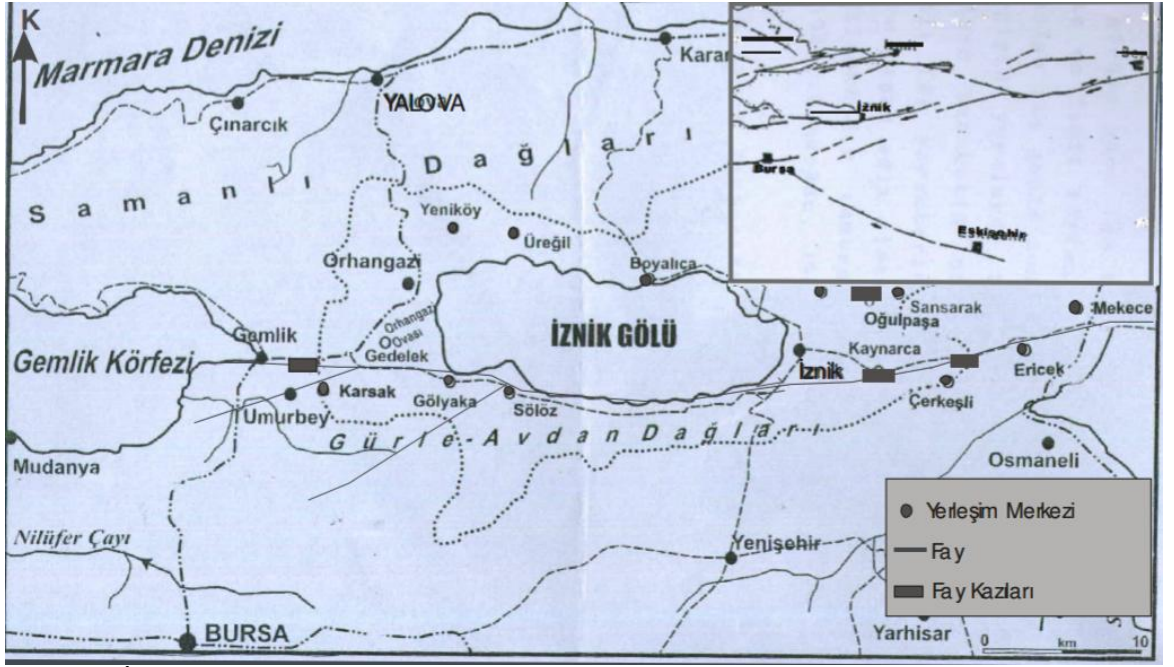 K
Marmara Denizi
Karam
YALOVA
Çınarcık
Samanlı Dağları
Yeniköy
Üreğil
Orhangazi
Boyalıca
İznik
Bursa
Eskişehir
Sansarak
Oğulpaşa
Mekece
İZNİK GÖLÜ
Orhangazi
Ovası
Gemlik
Gemlik Körfezi
Gedelek
Kaynarca
İznik
Ericek
Karsak
Gölyaka
Umurbey
Sölöz
Çerkeşli
Gürle-Avdan Dağları
Mudanya
Osmaneli
Yerleşim Merkezi
Nilüfer Çayı
Yenişehir
Fay
Fay Kazıları
BURSA
Yarhisar
0 km 10